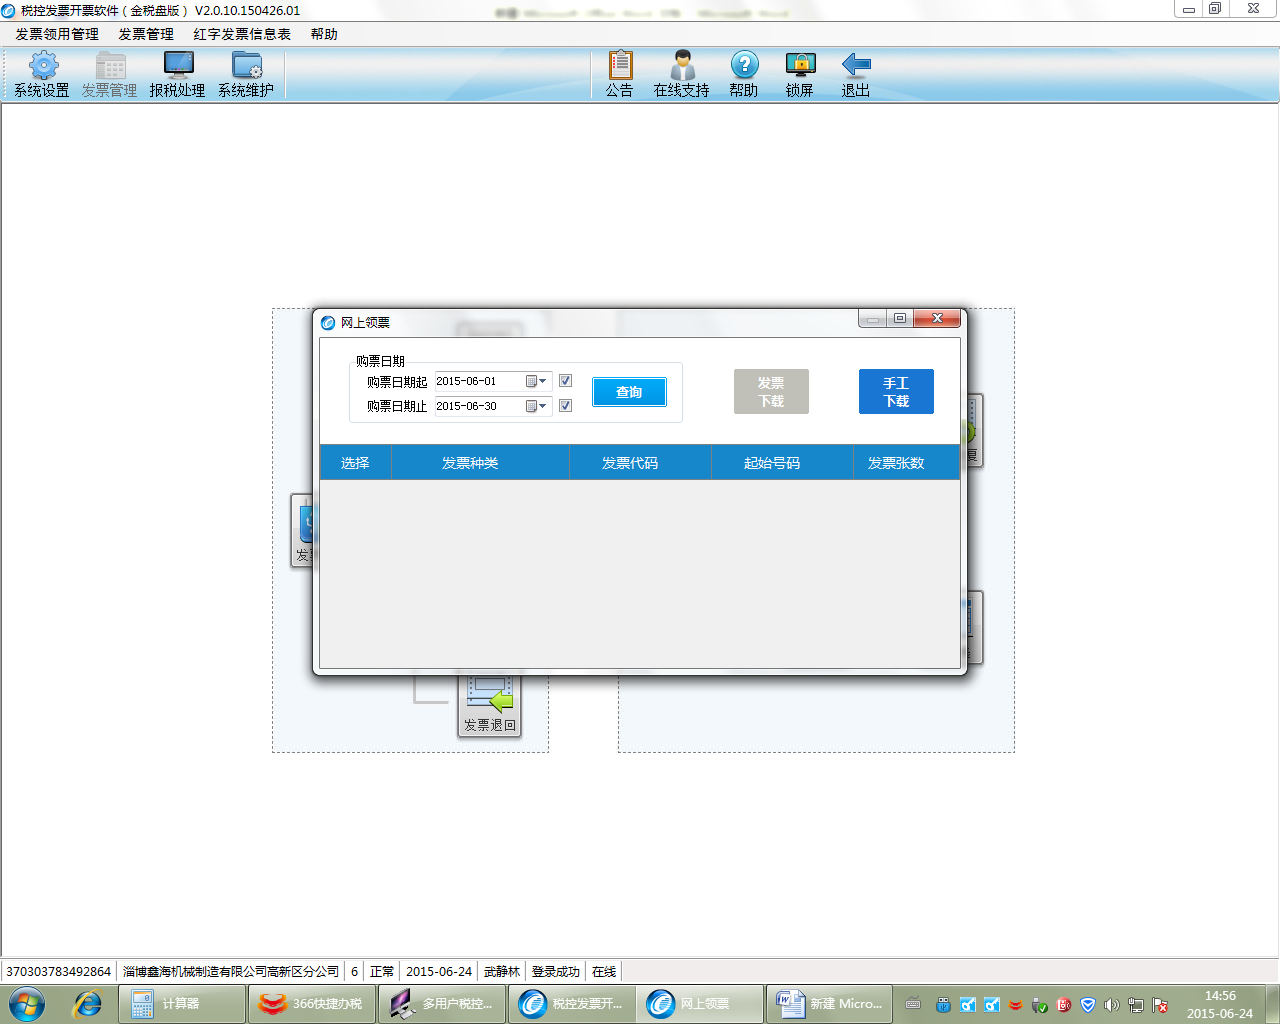 税控发票开票软件（金税盘版）V2.0.10.150426.01
发票领用管理 发票管理 红字发票信息表 帮助
系统设置 发票管理 报税处理 系统维护 公告 在线支持 帮助 锁屏 退出
网上领票
购票日期
购票日期起 2015-06-01
购票日期止 2015-06-30
查询
发票
下载
手工
下载
选择 发票种类 发票代码 起始号码 发票张数
复
发
发票退回
370303783492864 淄博鑫海机械制造有限公司高新区分公司 6 正常 2015-06-24 武静林 登录成功 在线
计算器 366快捷办税 多用户税控... 税控发票开... 网上领票 新建 Micro...
14:56
2015-06-24